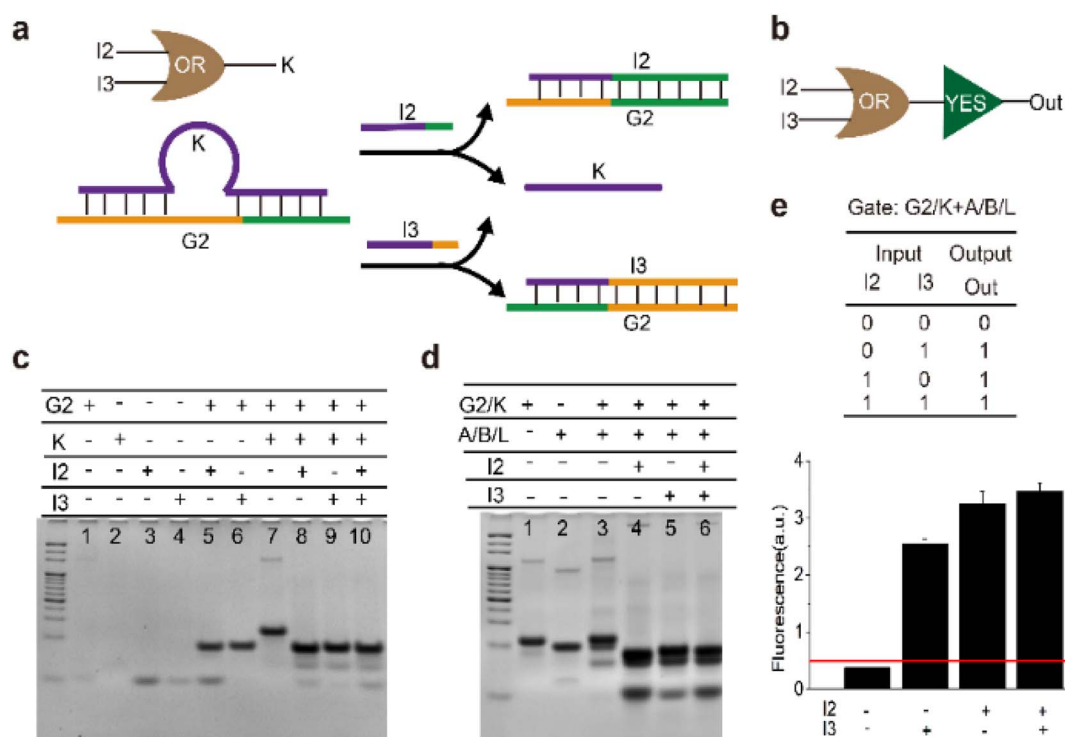 a
I2
I3
OR
K
K
G2
I2
I3
I2
G2
K
I3
G2
b
I2
I3
OR
YES
Out
e
Gate: G2/K+A/B/L
Input Output
I2 I3 Out
0 0 0
0 1 1
1 0 1
1 1 1
c
G2 + - - - + + + + + +
K - + - - - - + + + +
I2 - - + - + - - + - +
I3 - - - + - + - - + +
1 2 3 4 5 6 7 8 9 10
d
G2/K + - + + + +
A/B/L - + + + + +
I2 - - - + - +
I3 - - - - + +
1 2 3 4 5 6
Fluorescence(a.u.)
4
3
2
1
0
I2 - - + +
I3 - + - +